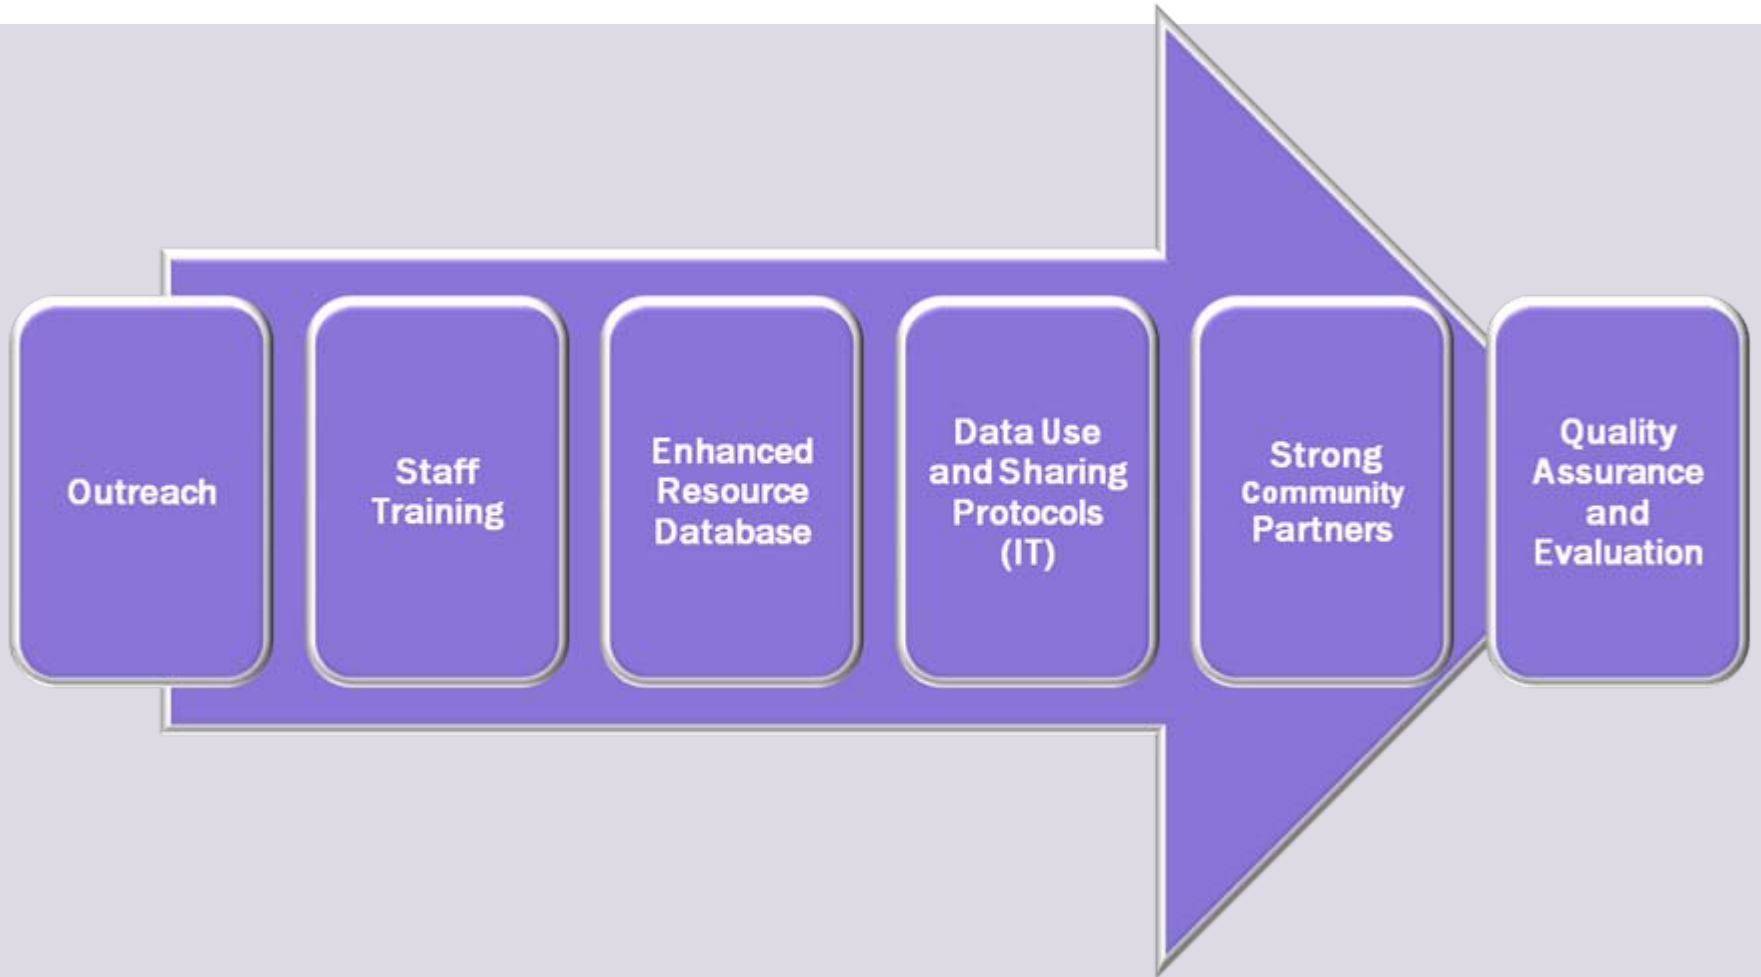 Outreach
Staff
Training
Enhanced
Resource
Database
Data Use
and Sharing
Protocols
(IT)
Strong
Community
Partners
Quality
Assurance
and
Evaluation